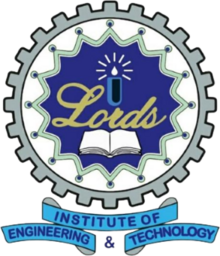 Lords
INSTITUTE OF
ENGINEERING & TECHNOLOGY